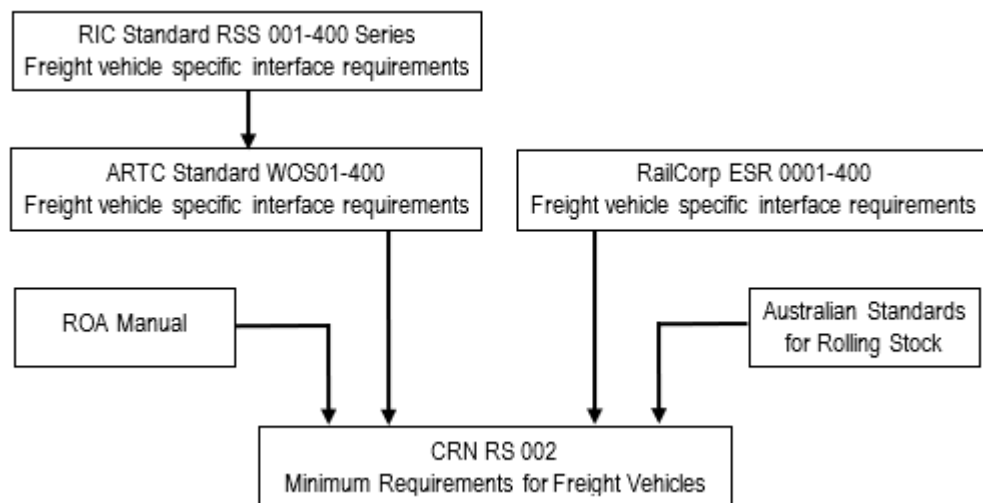 RIC Standard RSS 001-400 Series
Freight vehicle specific interface requirements
ARTC Standard WOS01-400
Freight vehicle specific interface requirements
RailCorp ESR 0001-400
Freight vehicle specific interface requirements
ROA Manual
Australian Standards
for Rolling Stock
CRN RS 002
Minimum Requirements for Freight Vehicles